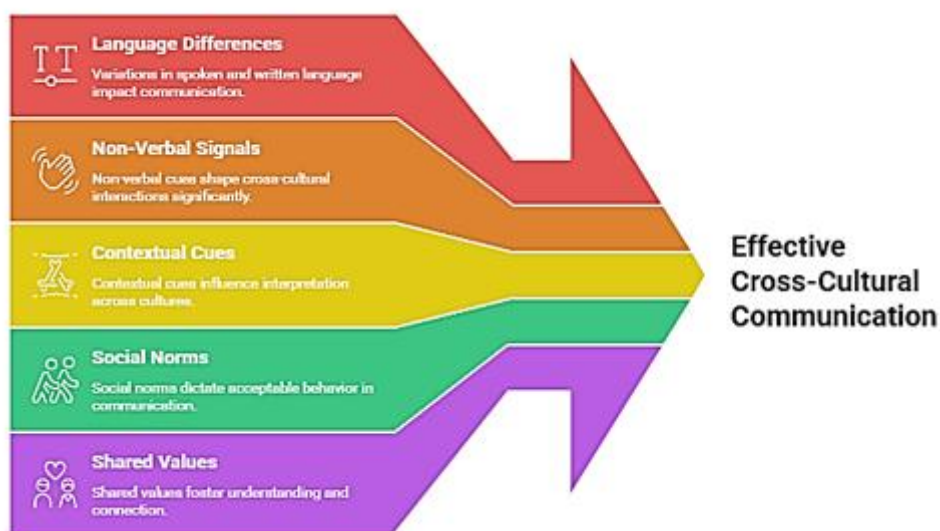 Language Differences
Variations in spoken and written language
impact communication.
Non-Verbal Signals
Non-verbal cues shape cross-cultural
interactions significantly.
Contextual Cues
Contextual cues influence interpretation
across cultures.
Social Norms
Social norms dictate acceptable behavior in
communication.
Shared Values
Shared values foster understanding and
connection.
Effective
Cross-Cultural
Communication